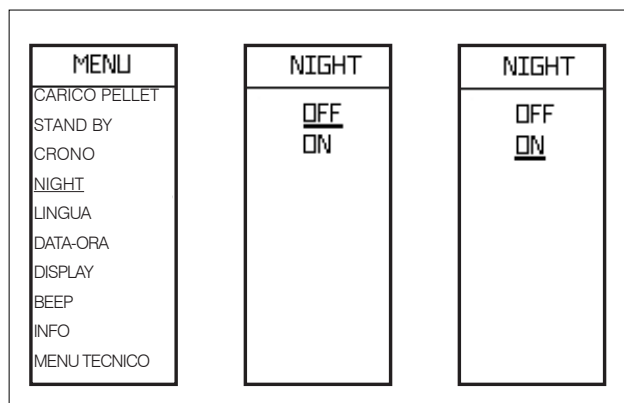 MENU
CARICO PELLET
STAND BY
CRONO
NIGHT
LINGUA
DATA-ORA
DISPLAY
BEEP
INFO
MENU TECNICO
NIGHT
OFF
ON
NIGHT
OFF
ON